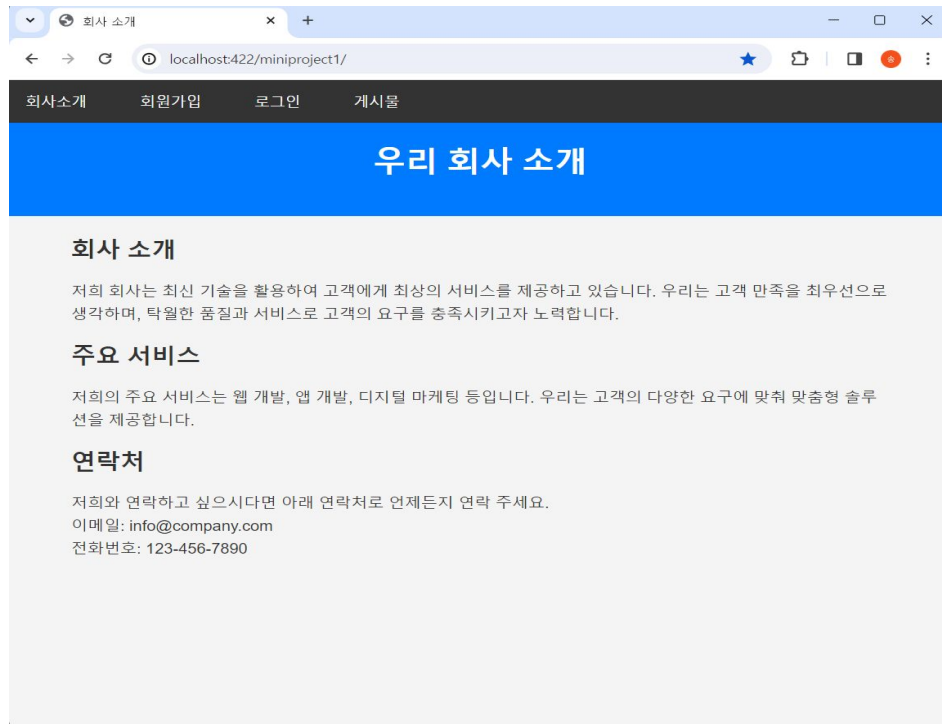 회사 소개
localhost:422/miniproject1/
회사소개 회원가입 로그인 게시물
우리 회사 소개
회사 소개
저희 회사는 최신 기술을 활용하여 고객에게 최상의 서비스를 제공하고 있습니다. 우리는 고객 만족을 최우선으로
생각하며, 탁월한 품질과 서비스로 고객의 요구를 충족시키고자 노력합니다.
주요 서비스
저희의 주요 서비스는 웹 개발, 앱 개발, 디지털 마케팅 등입니다. 우리는 고객의 다양한 요구에 맞춰 맞춤형 솔루
션을 제공합니다.
연락처
저희와 연락하고 싶으시다면 아래 연락처로 언제든지 연락 주세요.
이메일: info@company.com
전화번호: 123-456-7890